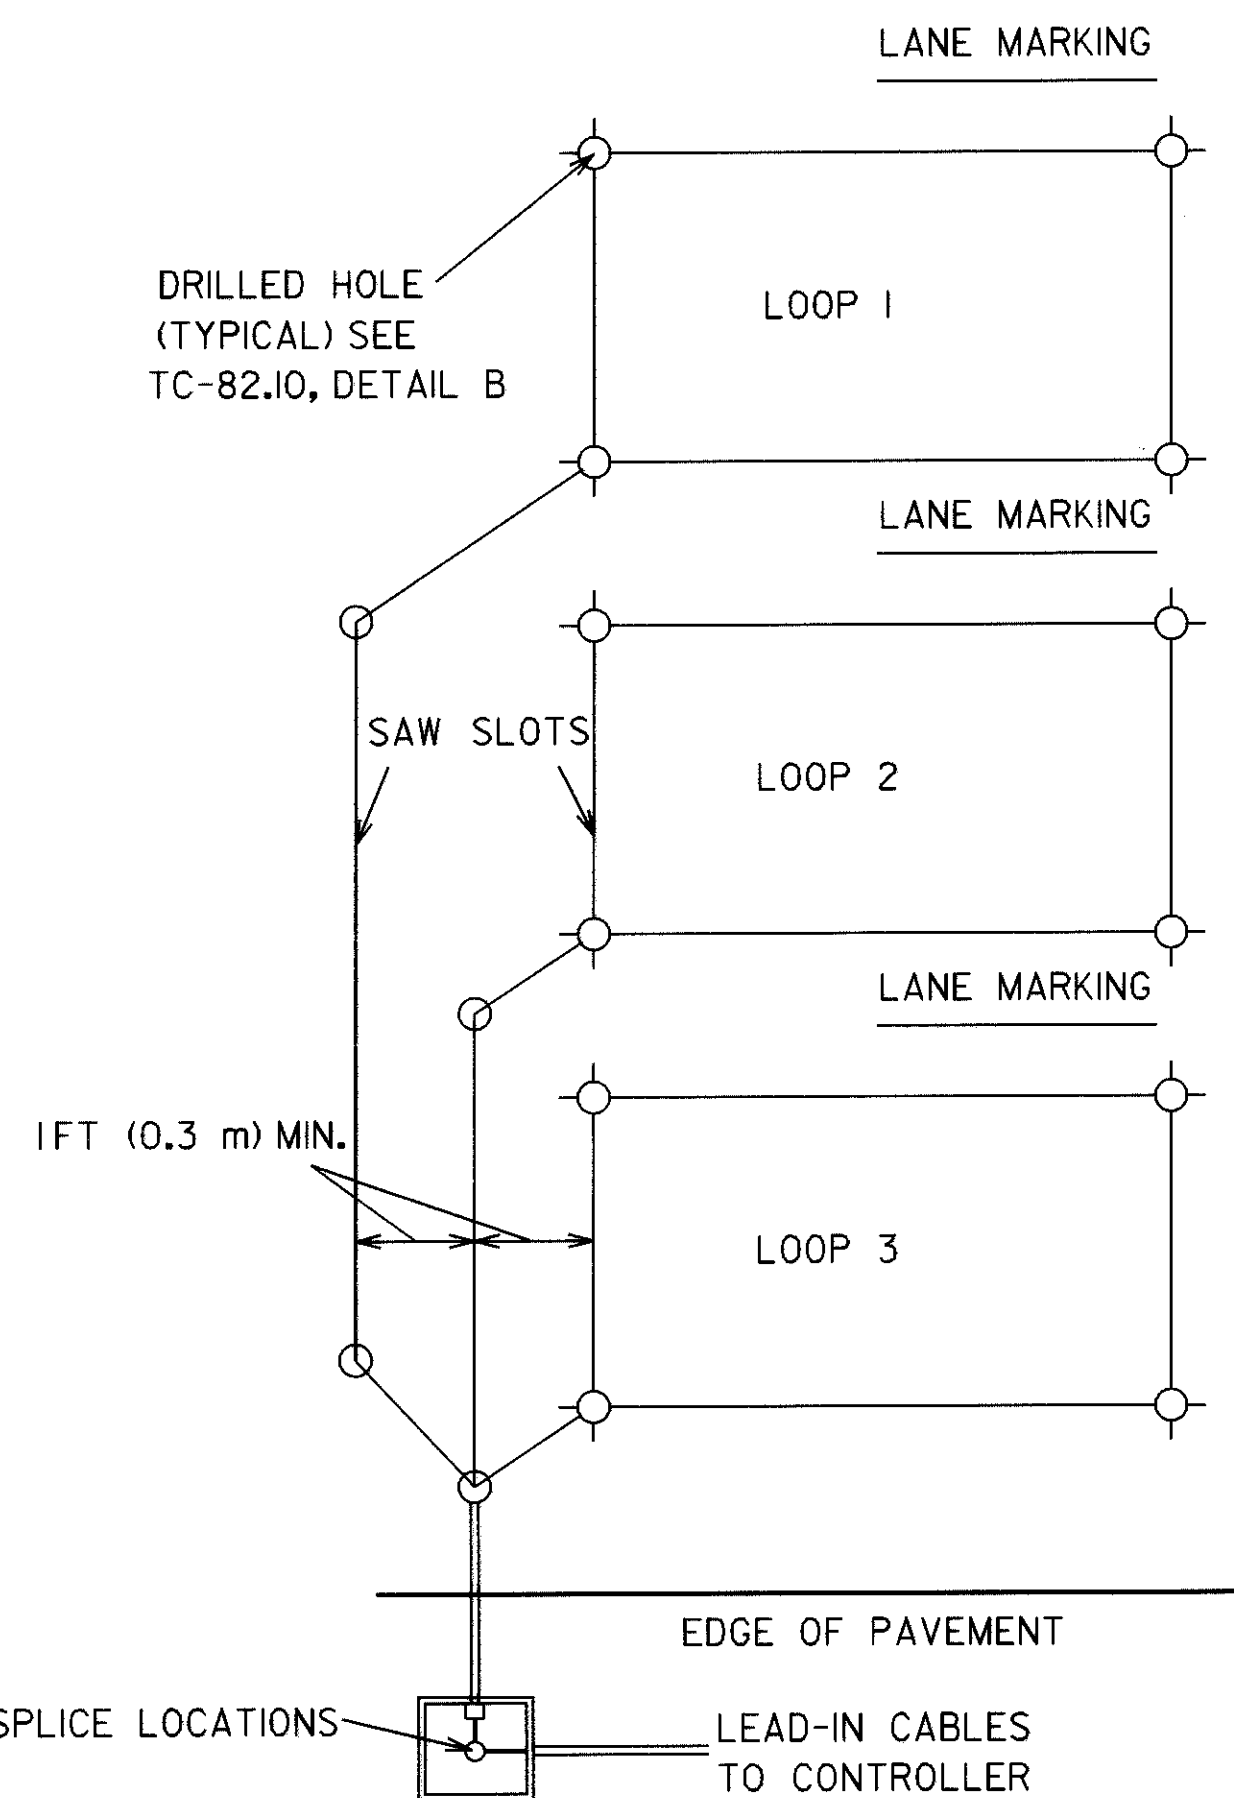 LANE MARKING
DRILLED HOLE
(TYPICAL) SEE
TC-82.10, DETAIL B
LOOP 1
LANE MARKING
SAW SLOTS
LOOP 2
LANE MARKING
1FT (0.3 m) MIN.
LOOP 3
EDGE OF PAVEMENT
SPLICE LOCATIONS
LEAD-IN CABLES
TO CONTROLLER